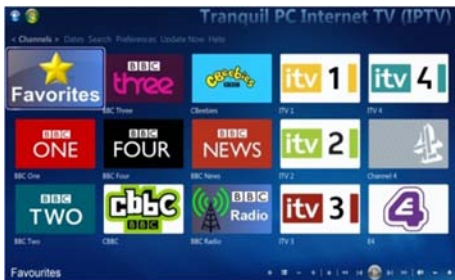 Tranquil PC Internet TV (IPTV)
< Channels > Dates Search Preferences Update Now Help
Favorites
BBC three
CBeebies BBC
itv 1
itv 4
BBC Three
CBeebies
ITV 1
ITV 4
BBC ONE
BBC FOUR
BBC NEWS
itv 2
4
BBC One
BBC Four
BBC News
ITV 2
Channel 4
BBC TWO
CBBC
BBC Radio
itv 3
4
BBC Two
CBBC
BBC Radio
ITV 3
E4
Favourites